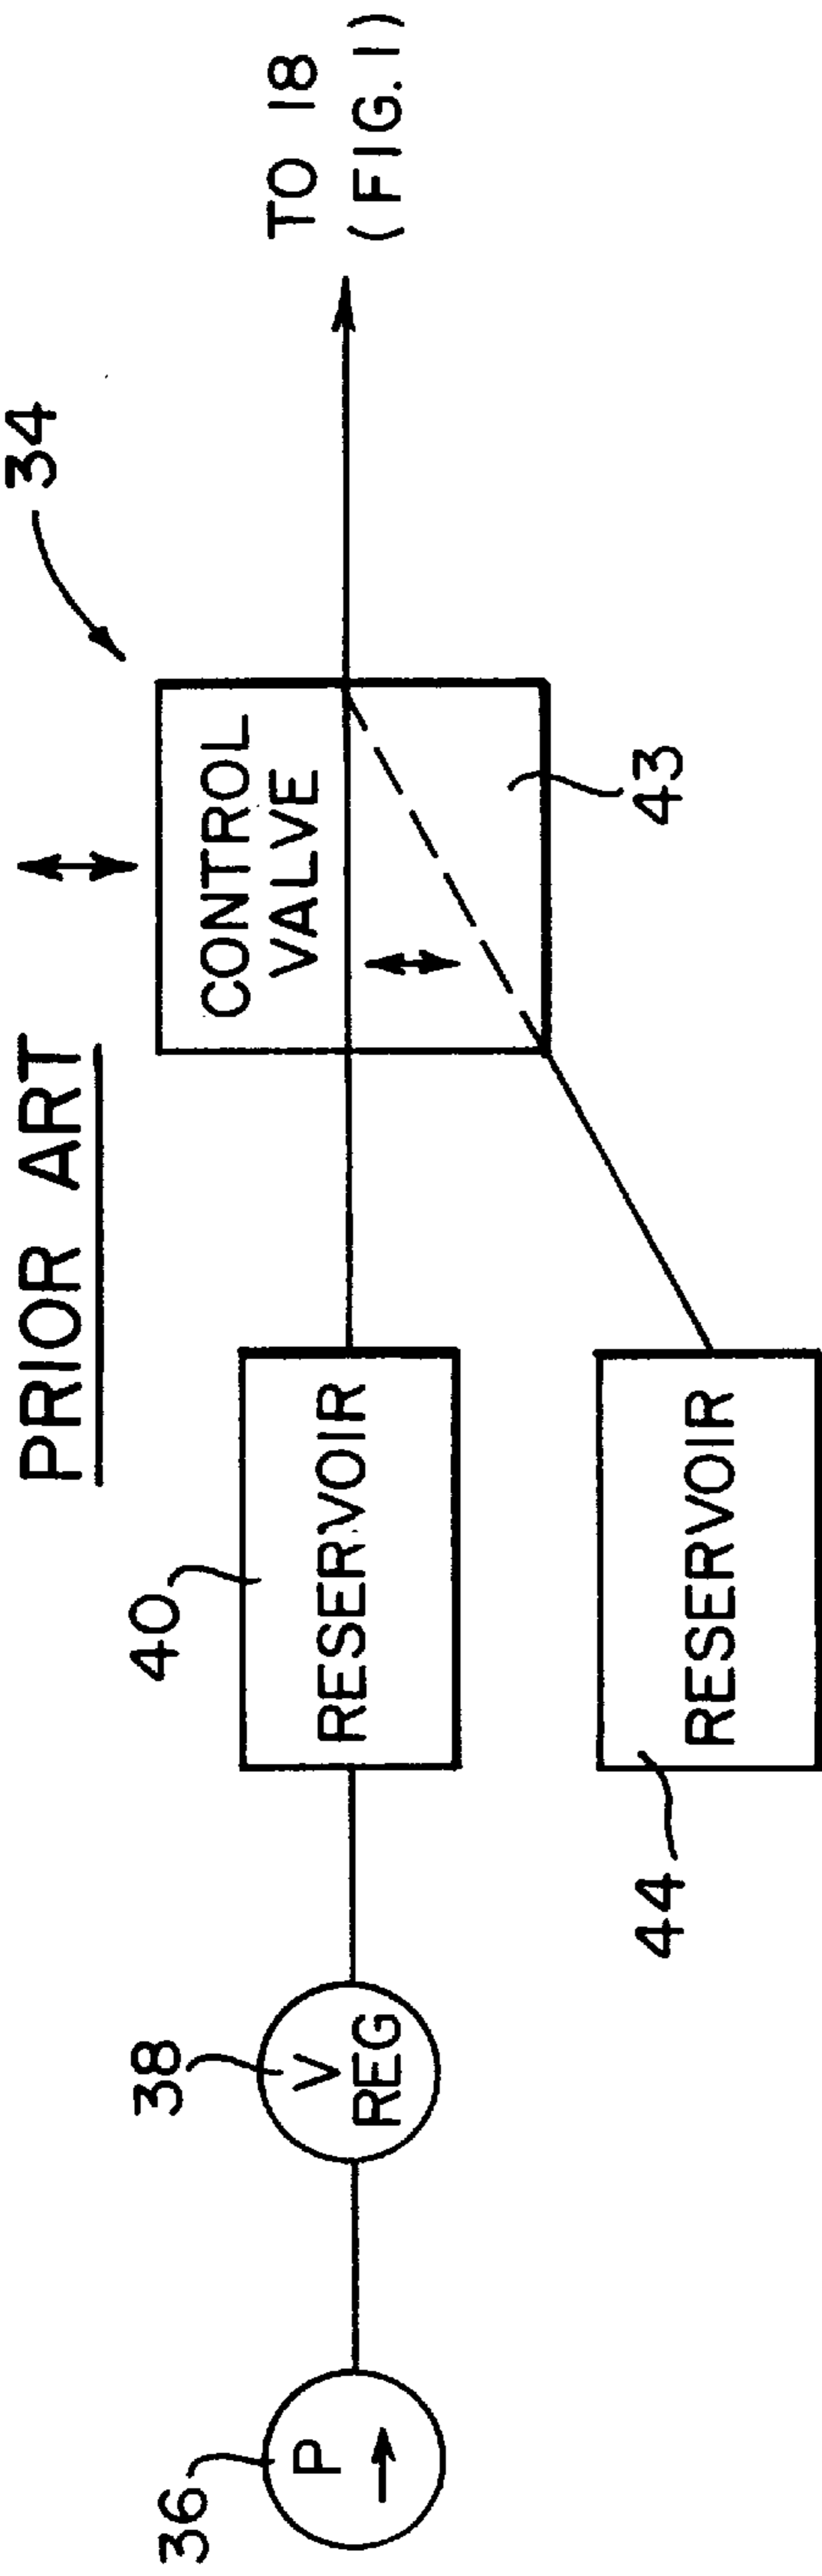 PRIOR ART
34
TO 18
(FIG. 1)
CONTROL
VALVE
43
40
RESERVOIR
38
V
REG
36
P
44
RESERVOIR